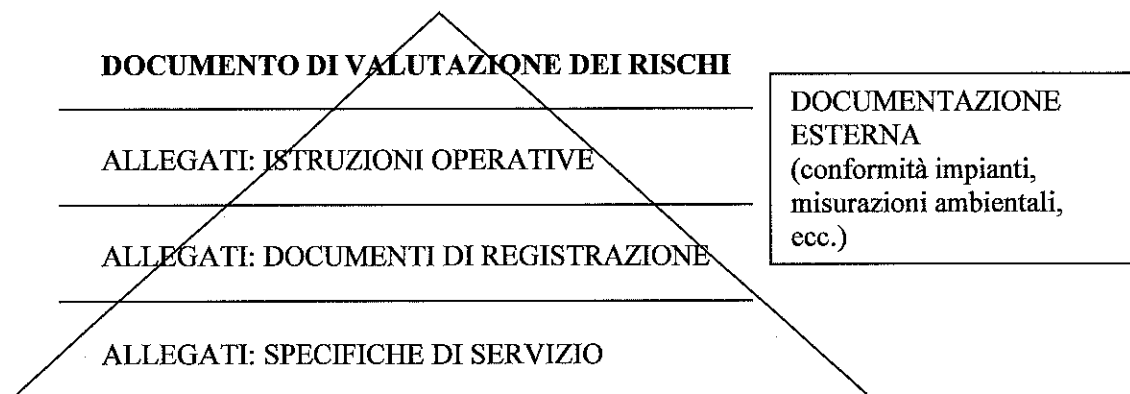 DOCUMENTO DI VALUTAZIONE DEI RISCHI
ALLEGATI: ISTRUZIONI OPERATIVE
ALLEGATI: DOCUMENTI DI REGISTRAZIONE
ALLEGATI: SPECIFICHE DI SERVIZIO
DOCUMENTAZIONE
ESTERNA
(conformità impianti,
misurazioni ambientali,
ecc.)